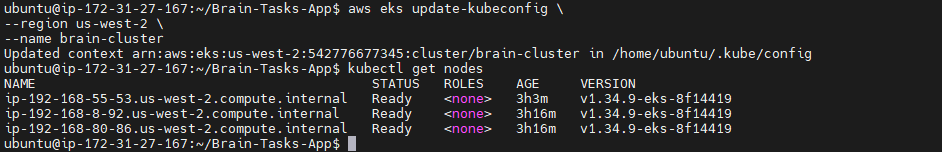 ubuntu@ip-172-31-27-167:~/Brain-Tasks-App$ aws eks update-kubeconfig \
--region us-west-2 \
--name brain-cluster
Updated context arn:aws:eks:us-west-2:542776677345:cluster/brain-cluster in /home/ubuntu/.kube/config
ubuntu@ip-172-31-27-167:~/Brain-Tasks-App$ kubectl get nodes
NAME STATUS ROLES AGE VERSION
ip-192-168-55-53.us-west-2.compute.internal Ready <none> 3h3m v1.34.9-eks-8f14419
ip-192-168-8-92.us-west-2.compute.internal Ready <none> 3h16m v1.34.9-eks-8f14419
ip-192-168-80-86.us-west-2.compute.internal Ready <none> 3h16m v1.34.9-eks-8f14419
ubuntu@ip-172-31-27-167:~/Brain-Tasks-App$